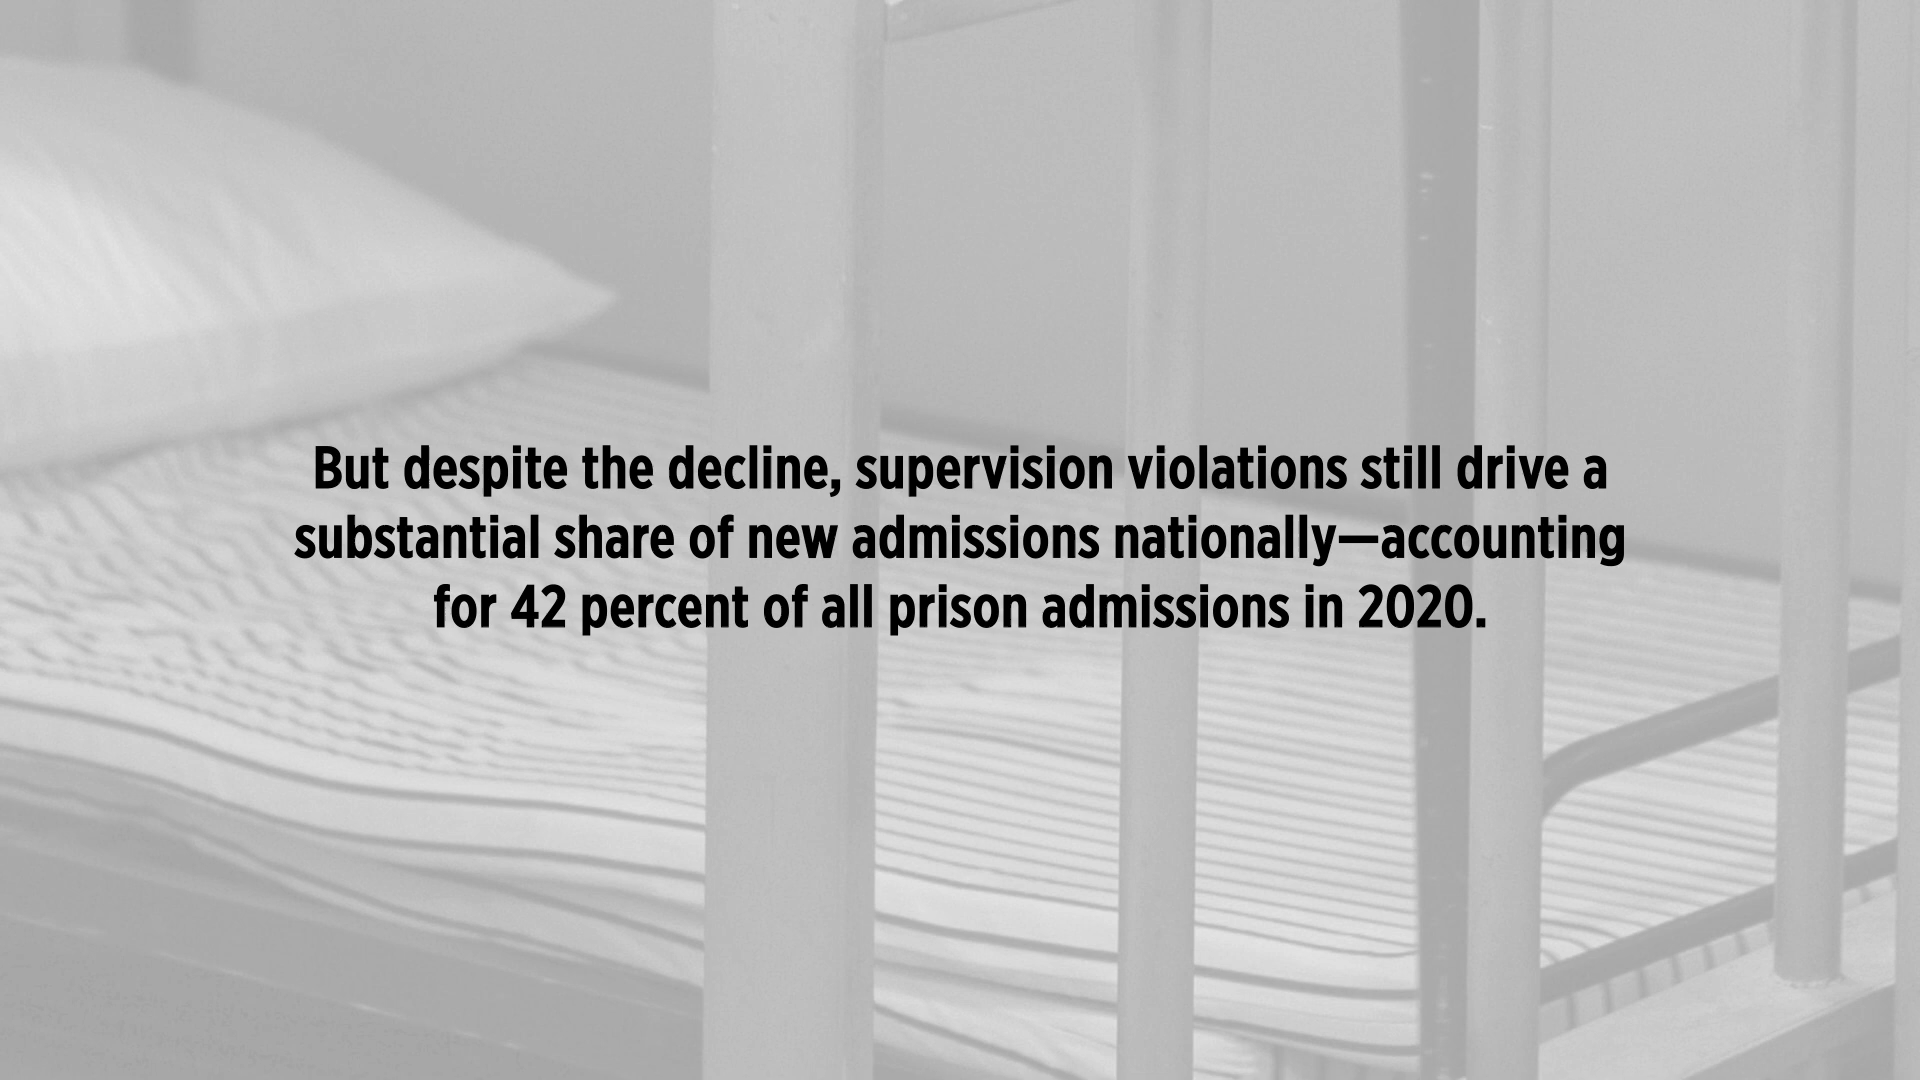 But despite the decline, supervision violations still drive a
substantial share of new admissions nationally—accounting
for 42 percent of all prison admissions in 2020.